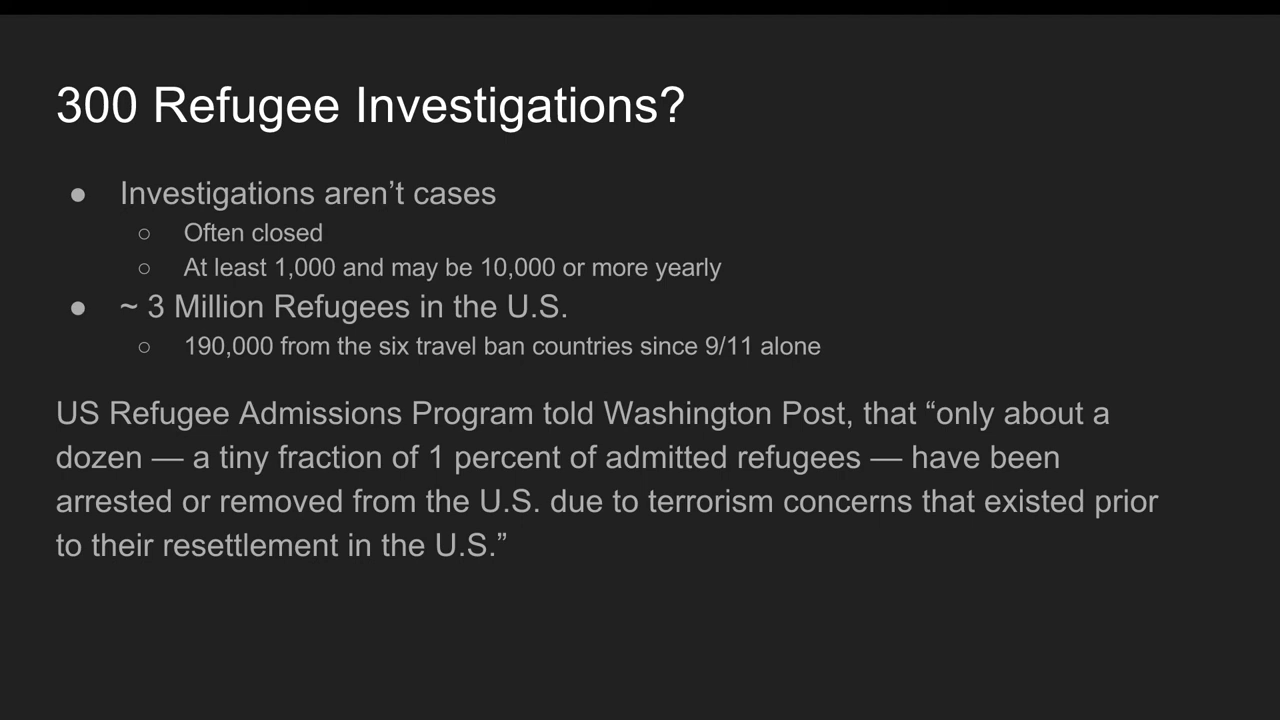 300 Refugee Investigations?
● Investigations aren’t cases
○ Often closed
○ At least 1,000 and may be 10,000 or more yearly
● ~ 3 Million Refugees in the U.S.
○ 190,000 from the six travel ban countries since 9/11 alone
US Refugee Admissions Program told Washington Post, that “only about a
dozen — a tiny fraction of 1 percent of admitted refugees — have been
arrested or removed from the U.S. due to terrorism concerns that existed prior
to their resettlement in the U.S.”